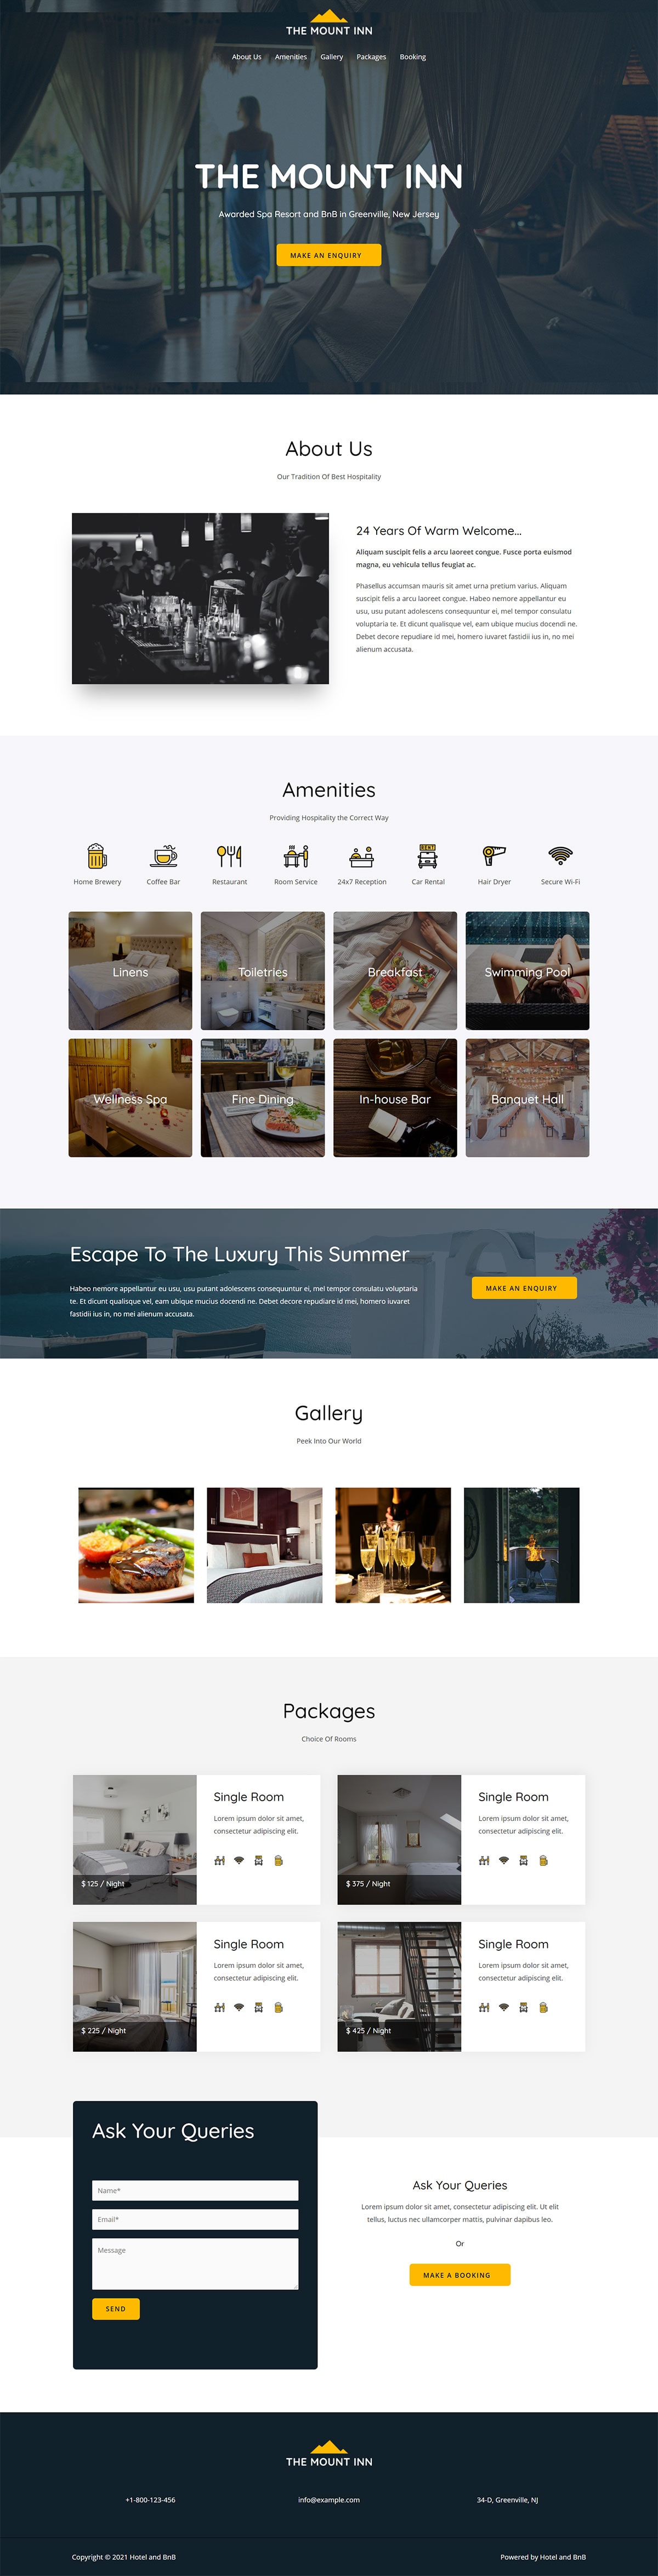 THE MOUNT INN
About Us Amenities Gallery Packages Booking
THE MOUNT INN
Awarded Spa Resort and BnB in Greenville, New Jersey
MAKE AN ENQUIRY
About Us
Our Tradition Of Best Hospitality
24 Years Of Warm Welcome...
Aliquam suscipit felis a arcu laoreet congue. Fusce porta euismod
magna, eu vehicula tellus feugiat ac.
Phasellus accumsan mauris sit amet urna pretium varius. Aliquam
suscipit felis a arcu laoreet congue. Habeo nemore appellantur eu
usu, usu putant adolescens consequuntur ei, mel tempor consulatu
voluptaria te. Et dicunt qualisque vel, eam ubique mucius docendi ne.
Debet decore repudiare id mei, homero iuvaret fastidii ius in, no mei
alienum accusata.
Amenities
Providing Hospitality the Correct Way
RENT
Home Brewery Coffee Bar Restaurant Room Service 24x7 Reception Car Rental Hair Dryer Secure Wi-Fi
Linens Toiletries Breakfast Swimming Pool
Wellness Spa Fine Dining In-house Bar Banquet Hall
Escape To The Luxury This Summer
Habeo nemore appellantur eu usu, usu putant adolescens consequuntur ei, mel tempor consulatu voluptaria
te. Et dicunt qualisque vel, eam ubique mucius docendi ne. Debet decore repudiare id mei, homero iuvaret
fastidii ius in, no mei alienum accusata.
MAKE AN ENQUIRY
Gallery
Peek Into Our World
Packages
Choice Of Rooms
Single Room
Lorem ipsum dolor sit amet,
consectetur adipiscing elit.
$ 125 / Night
Single Room
Lorem ipsum dolor sit amet,
consectetur adipiscing elit.
$ 375 / Night
Single Room
Lorem ipsum dolor sit amet,
consectetur adipiscing elit.
$ 225 / Night
Single Room
Lorem ipsum dolor sit amet,
consectetur adipiscing elit.
$ 425 / Night
Ask Your Queries
Name*
Email*
Message
SEND
Ask Your Queries
Lorem ipsum dolor sit amet, consectetur adipiscing elit. Ut elit
tellus, luctus nec ullamcorper mattis, pulvinar dapibus leo.
Or
MAKE A BOOKING
THE MOUNT INN
+1-800-123-456 info@example.com 34-D, Greenville, NJ
Copyright © 2021 Hotel and BnB Powered by Hotel and BnB